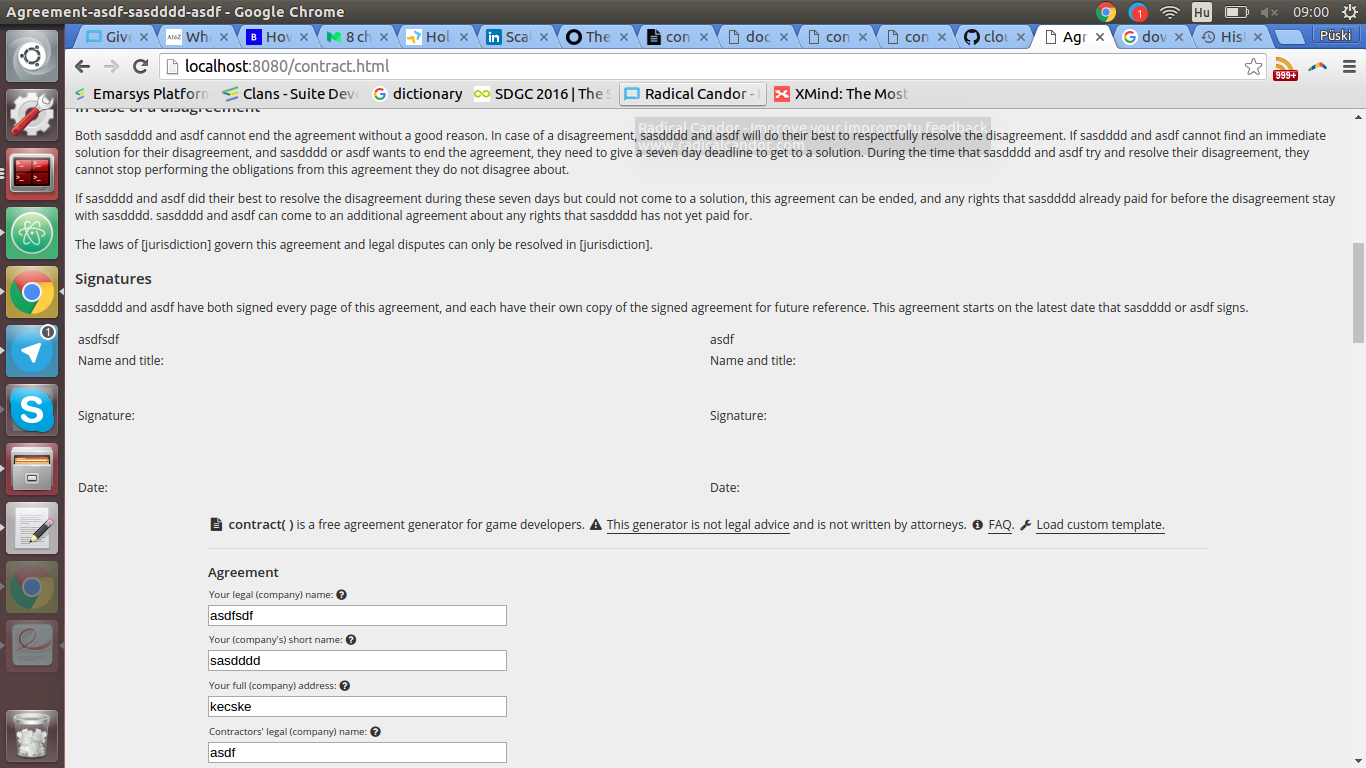 Agreement-asdf-sasdddd-asdf - Google Chrome
1
Hu
09:00
Give
Wha
How
8 ch
Hol
Scal
The
con
doc
con
con
clou
Agr
dow
Hist
Püski
localhost:8080/contract.html
999+
Emarsys Platform
Clans - Suite Dev
dictionary
SDGC 2016 | The S
Radical Candor - I
XMind: The Most
Radical Candor - Improve your impromptu feedback
www.radicalcandor.com
In case of a disagreement
Both sasdddd and asdf cannot end the agreement without a good reason. In case of a disagreement, sasdddd and asdf will do their best to respectfully resolve the disagreement. If sasdddd and asdf cannot find an immediate
solution for their disagreement, and sasdddd or asdf wants to end the agreement, they need to give a seven day deadline to get to a solution. During the time that sasdddd and asdf try and resolve their disagreement, they
cannot stop performing the obligations from this agreement they do not disagree about.
If sasdddd and asdf did their best to resolve the disagreement during these seven days but could not come to a solution, this agreement can be ended, and any rights that sasdddd already paid for before the disagreement stay
with sasdddd. sasdddd and asdf can come to an additional agreement about any rights that sasdddd has not yet paid for.
The laws of [jurisdiction] govern this agreement and legal disputes can only be resolved in [jurisdiction].
Signatures
sasdddd and asdf have both signed every page of this agreement, and each have their own copy of the signed agreement for future reference. This agreement starts on the latest date that sasdddd or asdf signs.
asdfsdf
asdf
Name and title:
Name and title:
Signature:
Signature:
Date:
Date:
contract( ) is a free agreement generator for game developers. This generator is not legal advice and is not written by attorneys. FAQ. Load custom template.
Agreement
Your legal (company) name:
asdfsdf
Your (company's) short name:
sasdddd
Your full (company) address:
kecske
Contractors' legal (company) name:
asdf
1